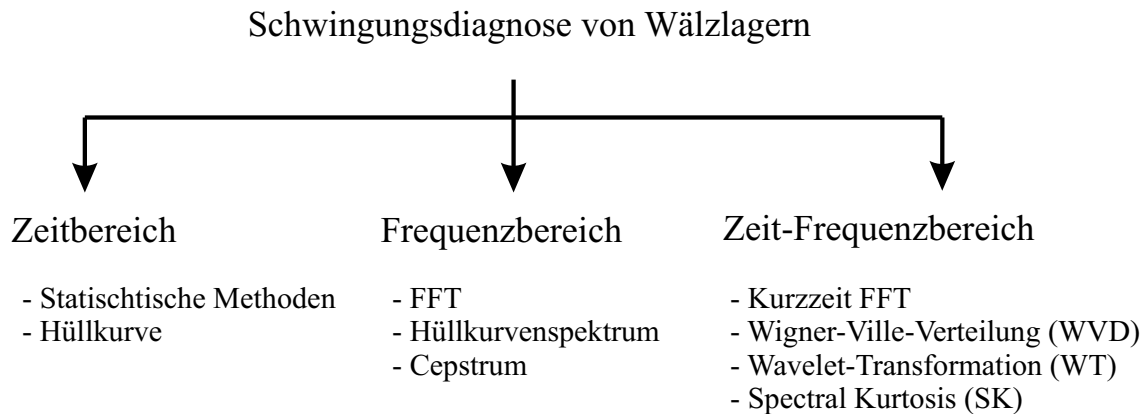 Schwingungsdiagnose von Wälzlagern
Zeitbereich
- Statischtische Methoden
- Hüllkurve
Frequenzbereich
- FFT
- Hüllkurvenspektrum
- Cepstrum
Zeit-Frequenzbereich
- Kurzzeit FFT
- Wigner-Ville-Verteilung (WVD)
- Wavelet-Transformation (WT)
- Spectral Kurtosis (SK)